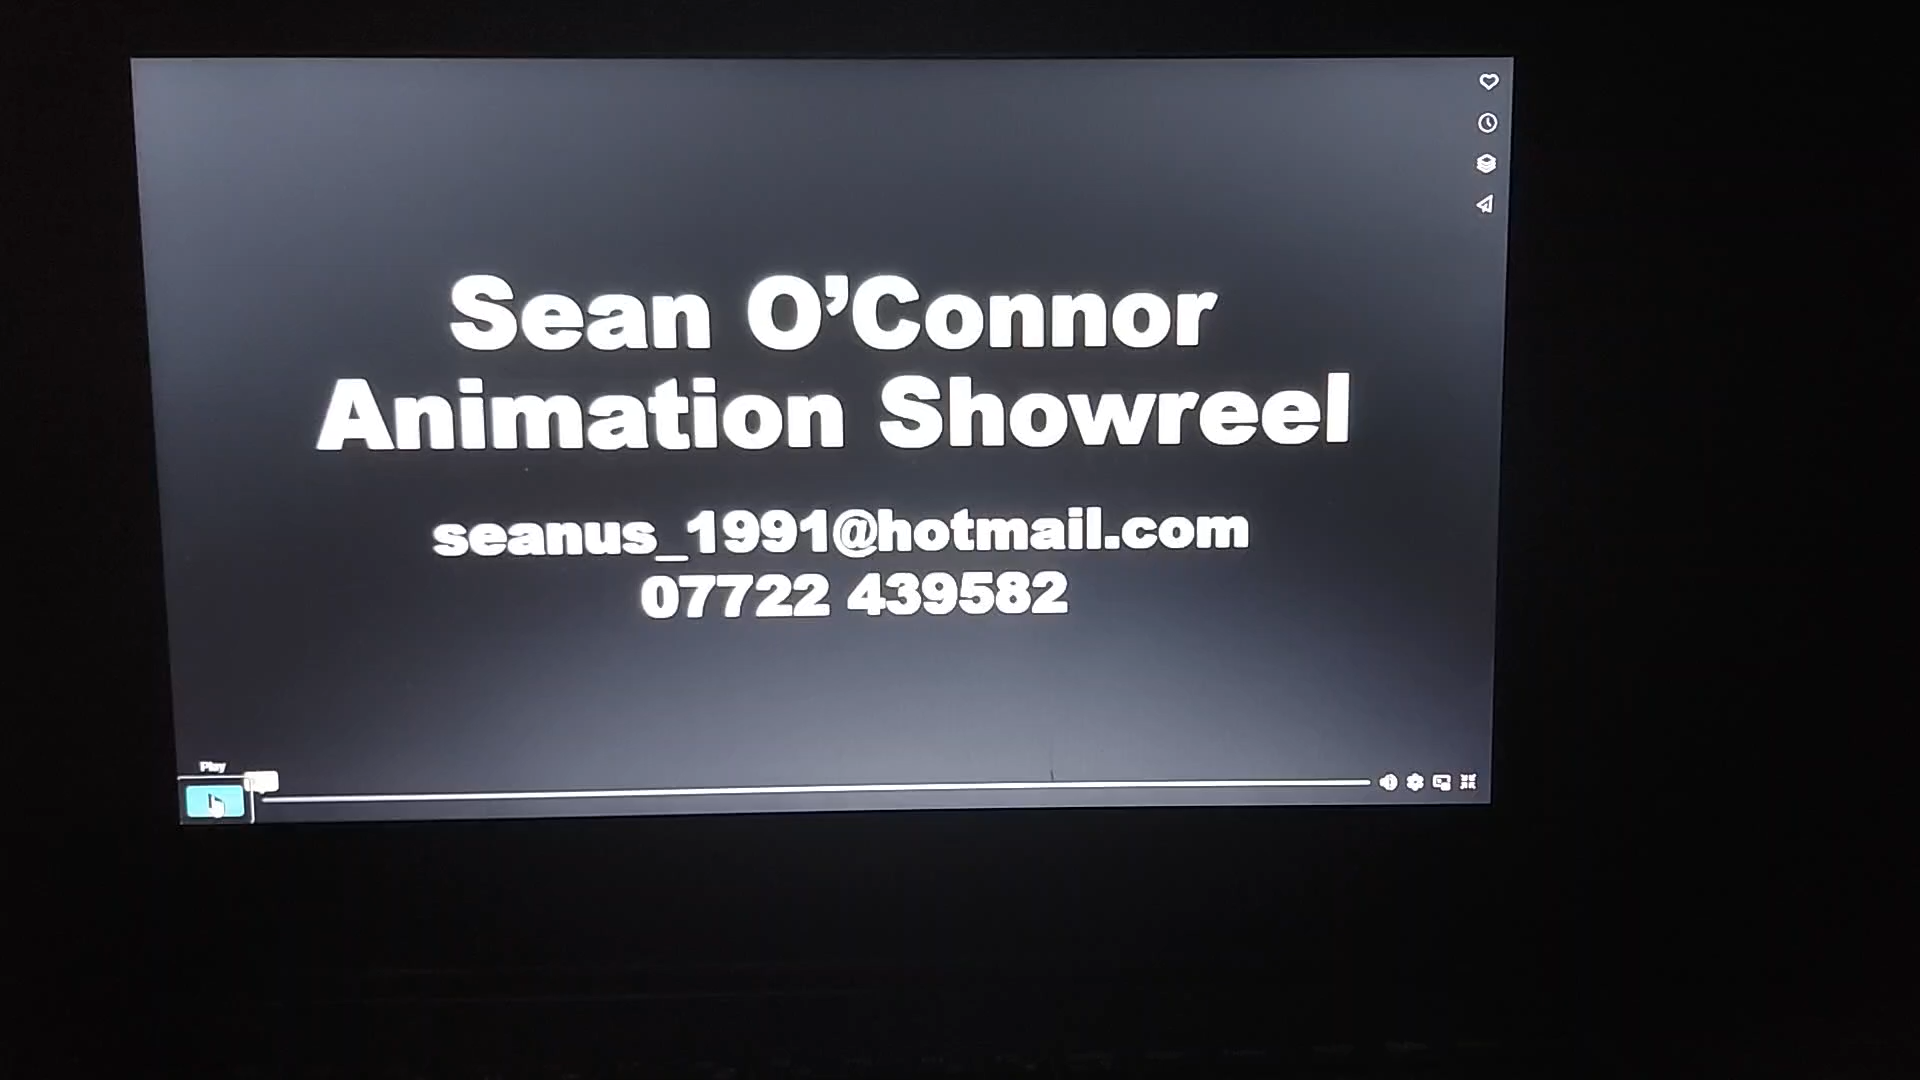 Sean O’Connor
Animation Showreel
seanus_1991@hotmail.com
07722 439582
Play